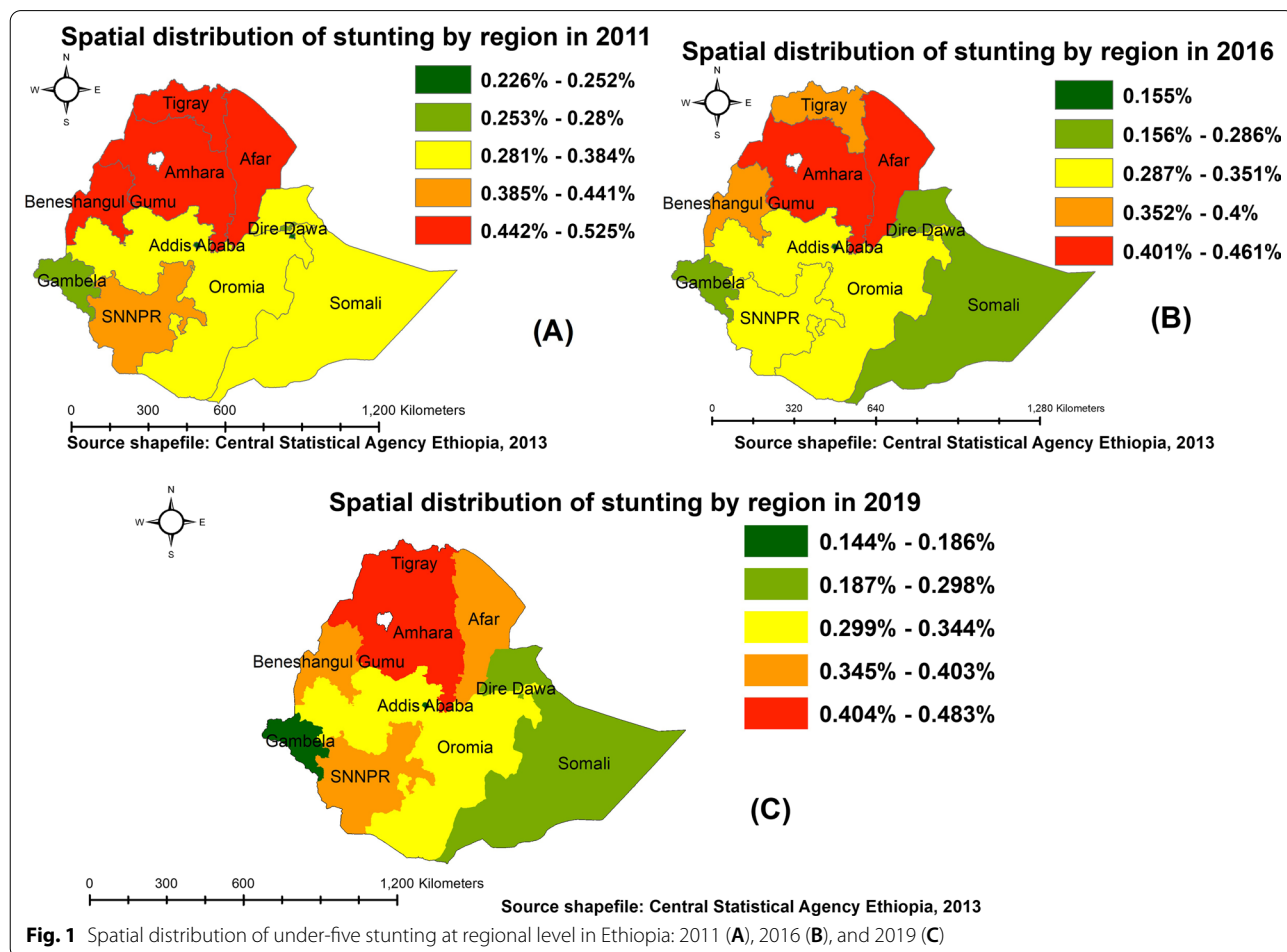 Spatial distribution of stunting by region in 2011
N
W E
S
0.226% - 0.252%
0.253% - 0.28%
0.281% - 0.384%
0.385% - 0.441%
0.442% - 0.525%
Tigray
Afar
Amhara
Beneshangul Gumu
Dire Dawa
Addis Ababa
Gambela
Oromia
Somali
SNNPR
(A)
0 300 600 1,200 Kilometers
Source shapefile: Central Statistical Agency Ethiopia, 2013
Spatial distribution of stunting by region in 2016
N
W E
S
0.155%
0.156% - 0.286%
0.287% - 0.351%
0.352% - 0.4%
0.401% - 0.461%
Tigray
Afar
Amhara
Beneshangul Gumu
Dire Dawa
Addis Ababa
Gambela
Oromia
Somali
SNNPR
(B)
0 320 640 1,280 Kilometers
Source shapefile: Central Statistical Agency Ethiopia, 2013
Spatial distribution of stunting by region in 2019
N
W E
S
0.144% - 0.186%
0.187% - 0.298%
0.299% - 0.344%
0.345% - 0.403%
0.404% - 0.483%
Tigray
Afar
Amhara
Beneshangul Gumu
Dire Dawa
Addis Ababa
Gambela
Oromia
Somali
SNNPR
(C)
0 300 600 1,200 Kilometers
Source shapefile: Central Statistical Agency Ethiopia, 2013
Fig. 1 Spatial distribution of under-five stunting at regional level in Ethiopia: 2011 (A), 2016 (B), and 2019 (C)